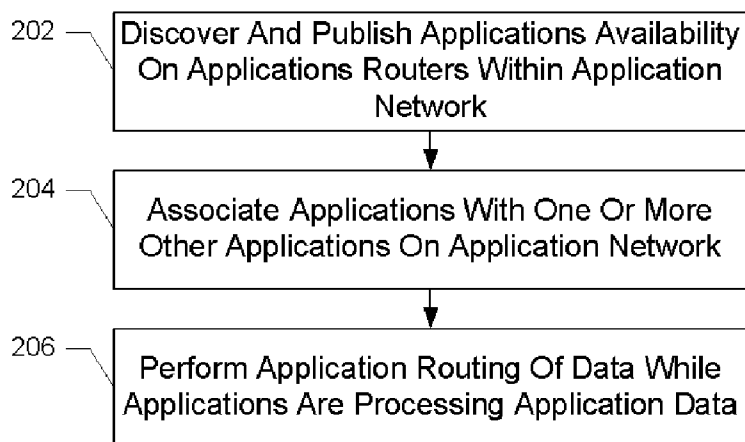 202
Discover And Publish Applications Availability
On Applications Routers Within Application
Network
204
Associate Applications With One Or More
Other Applications On Application Network
206
Perform Application Routing Of Data While
Applications Are Processing Application Data